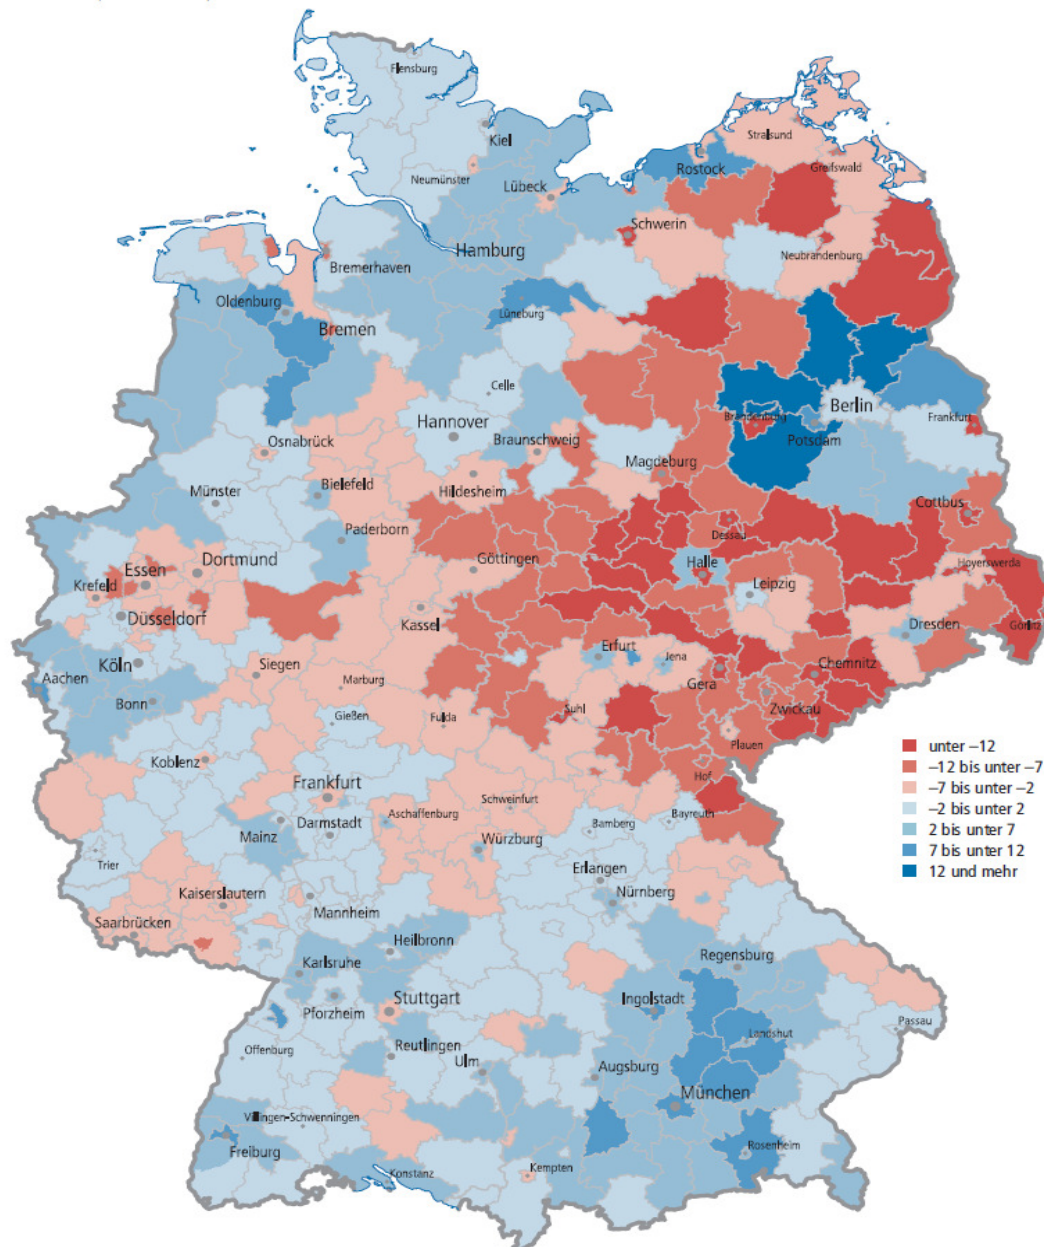 Flensburg
Kiel
Stralsund
Rostock
Greifswald
Neumünster
Lübeck
Schwerin
Hamburg
Neubrandenburg
Bremerhaven
Oldenburg
Lüneburg
Bremen
Celle
Berlin
Brandenburg
Frankfurt
Hannover
Potsdam
Osnabrück
Braunschweig
Magdeburg
Bielefeld
Hildesheim
Münster
Cottbus
Paderborn
Dessau
Dortmund
Göttingen
Halle
Hoyerswerda
Essen
Krefeld
Leipzig
Düsseldorf
Kassel
Dresden
Görlitz
Erfurt
Jena
Köln
Siegen
Chemnitz
Aachen
Gera
Marburg
Bonn
Zwickau
Suhl
Gießen
Fulda
Plauen
Koblenz
Hof
Frankfurt
Schweinfurt
Aschaffenburg
Bayreuth
Mainz
Darmstadt
Bamberg
Würzburg
Trier
Erlangen
Kaiserslautern
Nürnberg
Mannheim
Saarbrücken
Heilbronn
Regensburg
Karlsruhe
Stuttgart
Ingolstadt
Pforzheim
Passau
Landshut
Reutlingen
Offenburg
Ulm
Augsburg
München
Villingen-Schwenningen
Freiburg
Rosenheim
Konstanz
Kempten
unter –12
–12 bis unter –7
–7 bis unter –2
–2 bis unter 2
2 bis unter 7
7 bis unter 12
12 und mehr